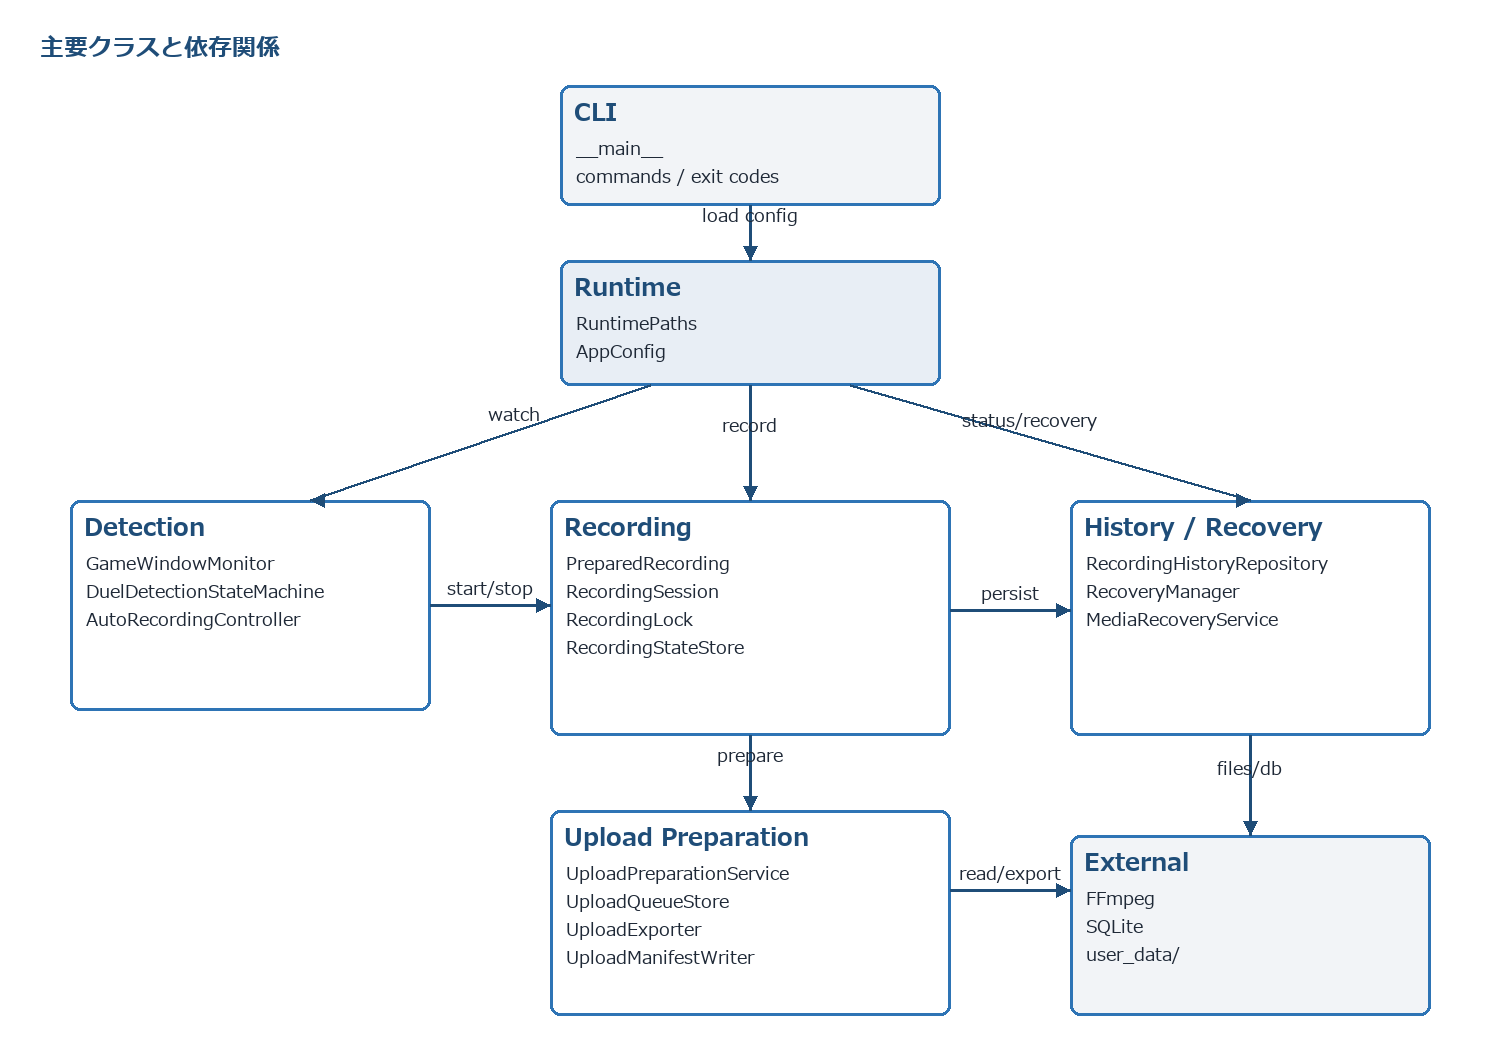 主要クラスと依存関係
CLI
__main__
commands / exit codes
load config
Runtime
RuntimePaths
AppConfig
watch
record
status/recovery
Detection
GameWindowMonitor
DuelDetectionStateMachine
AutoRecordingController
start/stop
Recording
PreparedRecording
RecordingSession
RecordingLock
RecordingStateStore
persist
History / Recovery
RecordingHistoryRepository
RecoveryManager
MediaRecoveryService
prepare
files/db
Upload Preparation
UploadPreparationService
UploadQueueStore
UploadExporter
UploadManifestWriter
read/export
External
FFmpeg
SQLite
user_data/